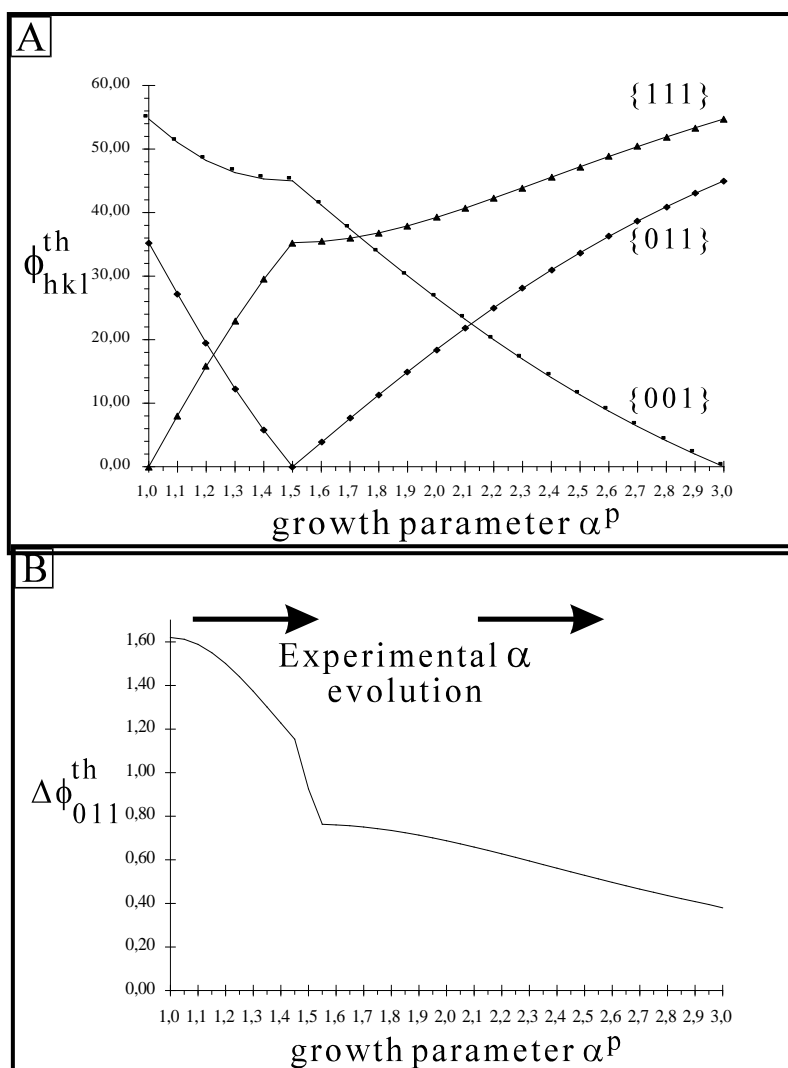 A
60,00
50,00
40,00
30,00
20,00
10,00
0,00
ϕ th hkl
{111}
{011}
{001}
1,0 1,1 1,2 1,3 1,4 1,5 1,6 1,7 1,8 1,9 2,0 2,1 2,2 2,3 2,4 2,5 2,6 2,7 2,8 2,9 3,0
growth parameter αp
B
Experimental α
evolution
1,60
1,40
1,20
1,00
0,80
0,60
0,40
0,20
0,00
Δϕ th 011
1,0 1,1 1,2 1,3 1,4 1,5 1,6 1,7 1,8 1,9 2,0 2,1 2,2 2,3 2,4 2,5 2,6 2,7 2,8 2,9 3,0
growth parameter αp